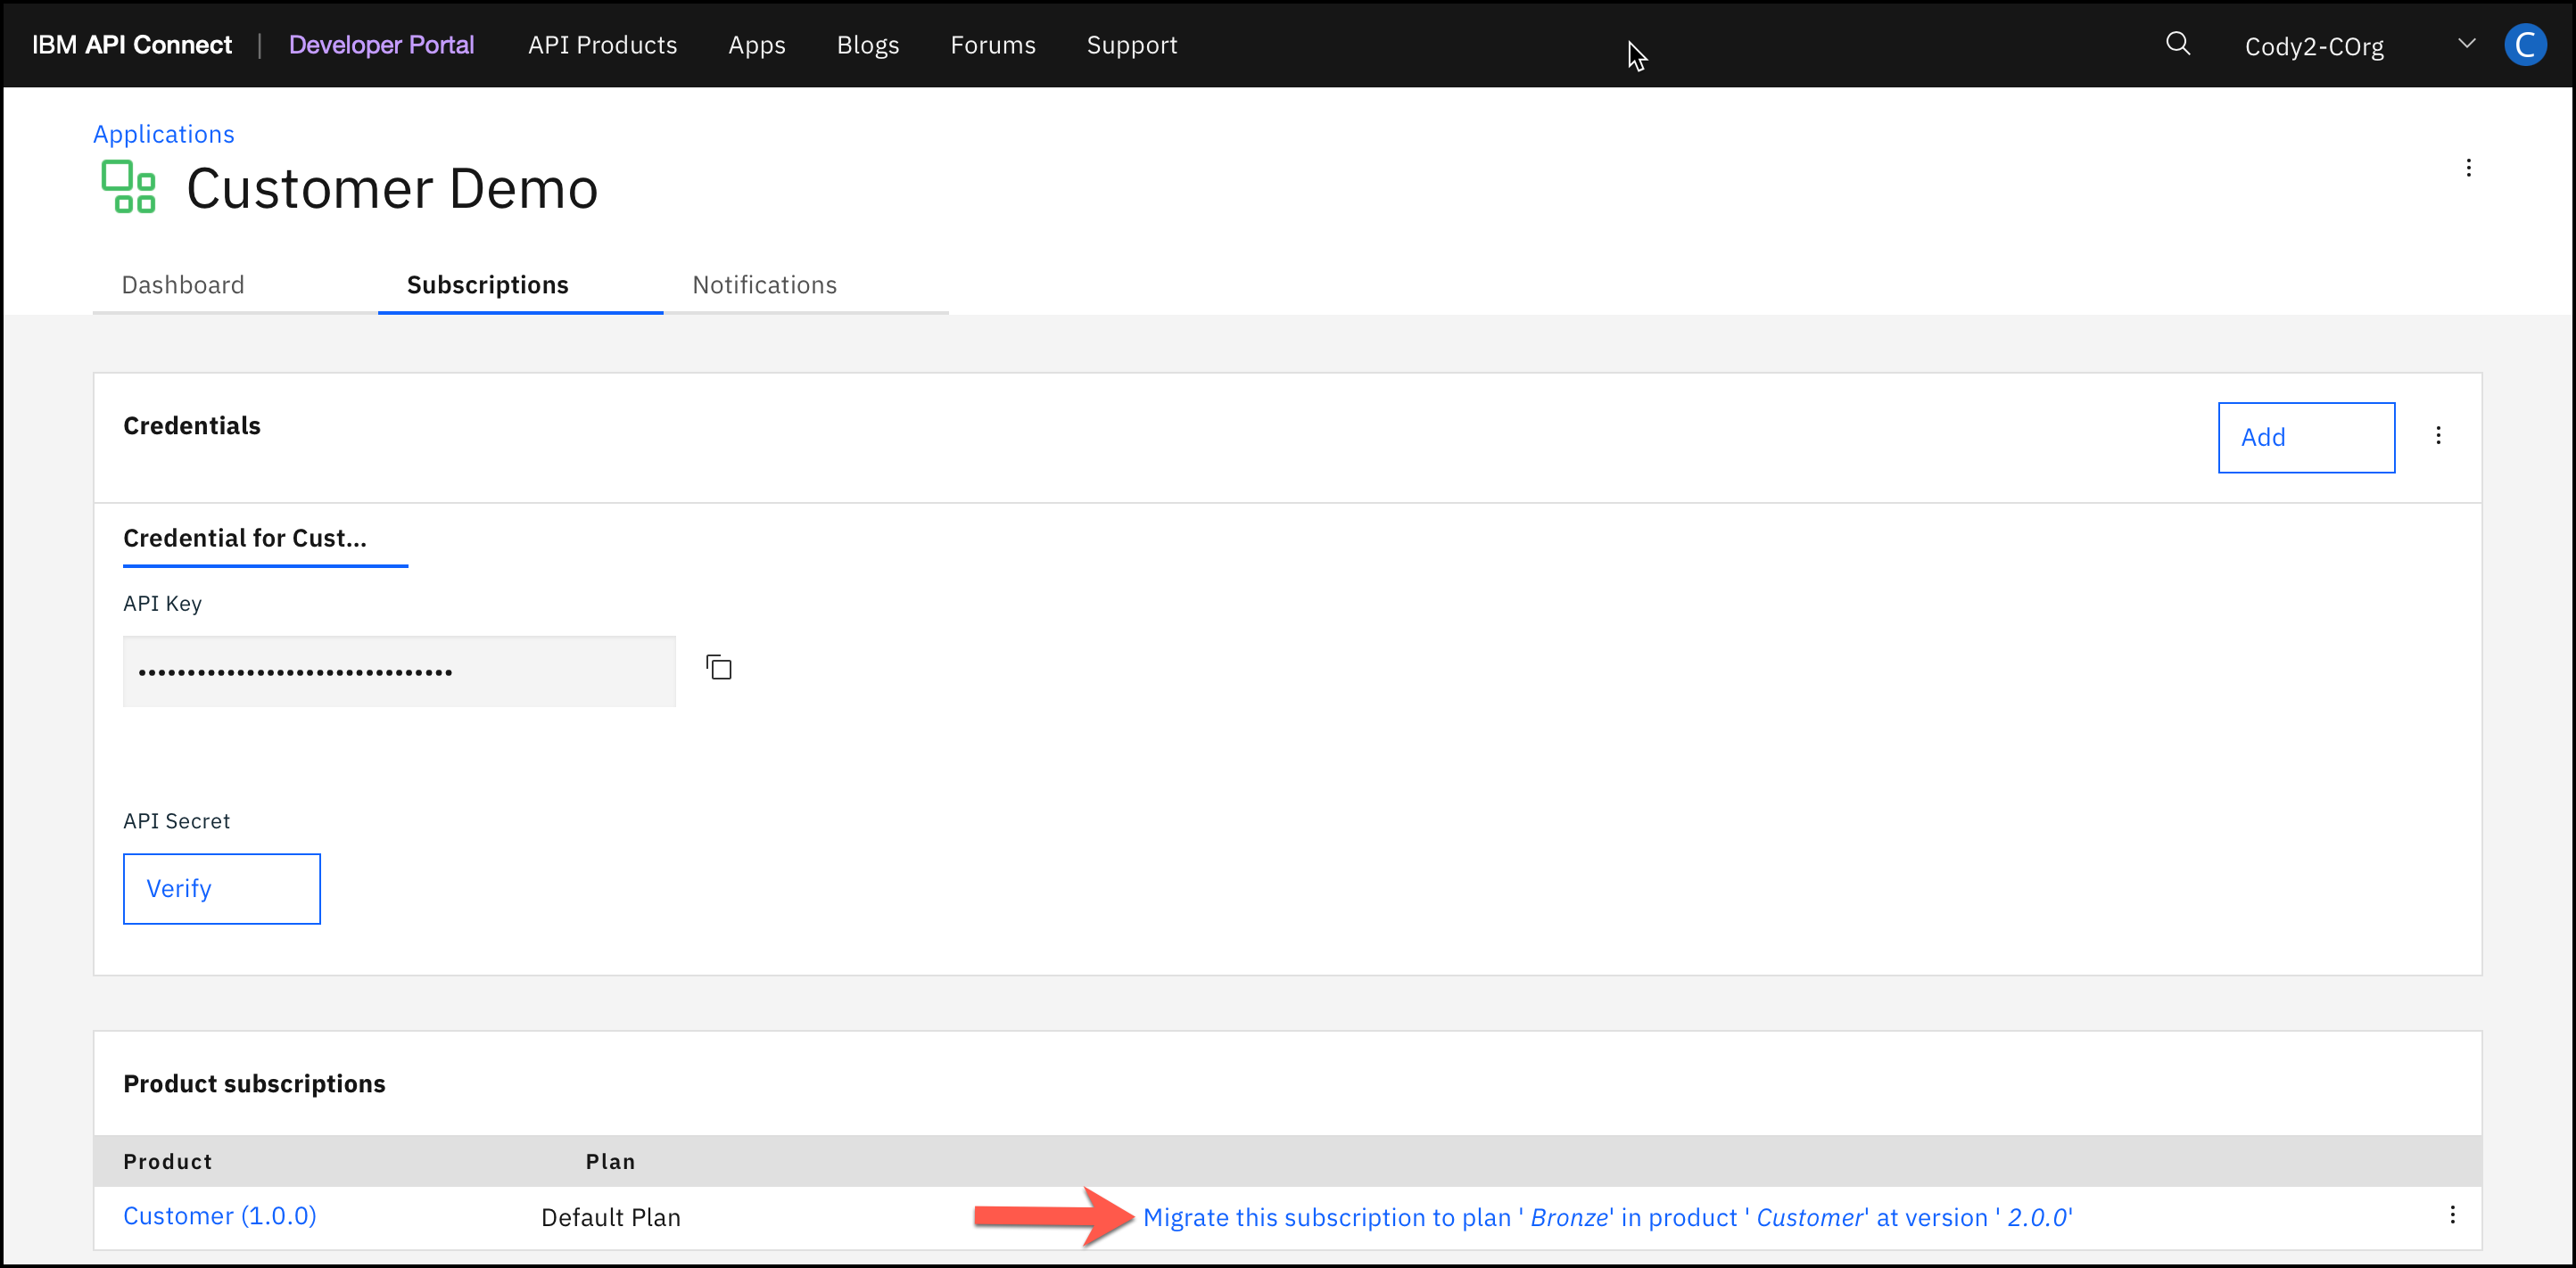 IBM API Connect | Developer Portal API Products Apps Blogs Forums Support Cody2-COrg C
Applications
Customer Demo
Dashboard Subscriptions Notifications
Credentials Add
Credential for Cust...
API Key
••••••••••••••••••••••••••••••••
API Secret
Verify
Product subscriptions
Product Plan
Customer (1.0.0) Default Plan Migrate this subscription to plan ' Bronze' in product ' Customer' at version ' 2.0.0'